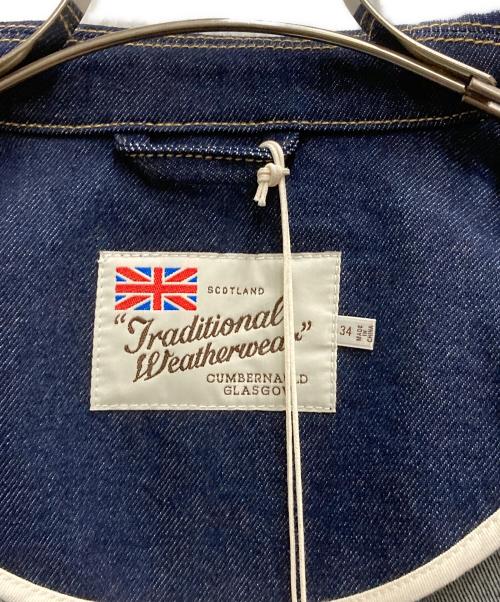 SCOTLAND
"Traditional
Weatherwear"
CUMBERNAULD
GLASGOW
34
MADE
IN
CHINA